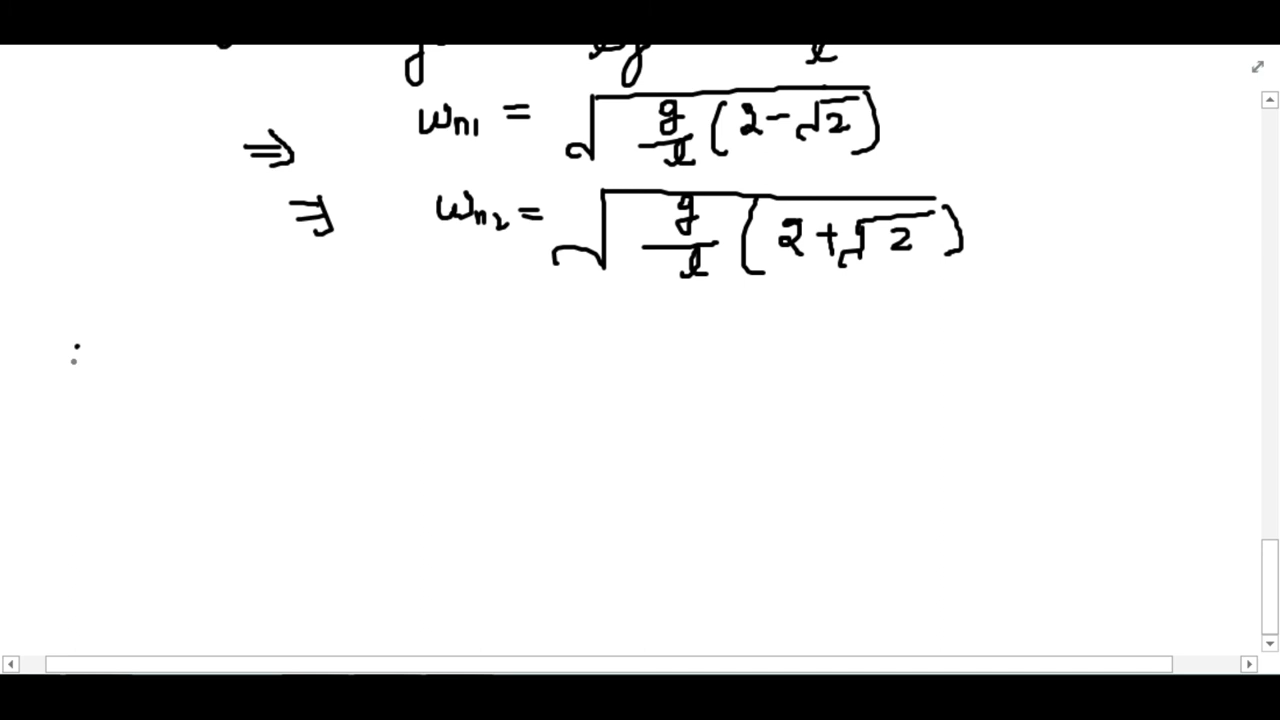 ⇒ ωn1 = √(g/l (2-√2))
⇒ ωn2 = √(g/l (2+√2))